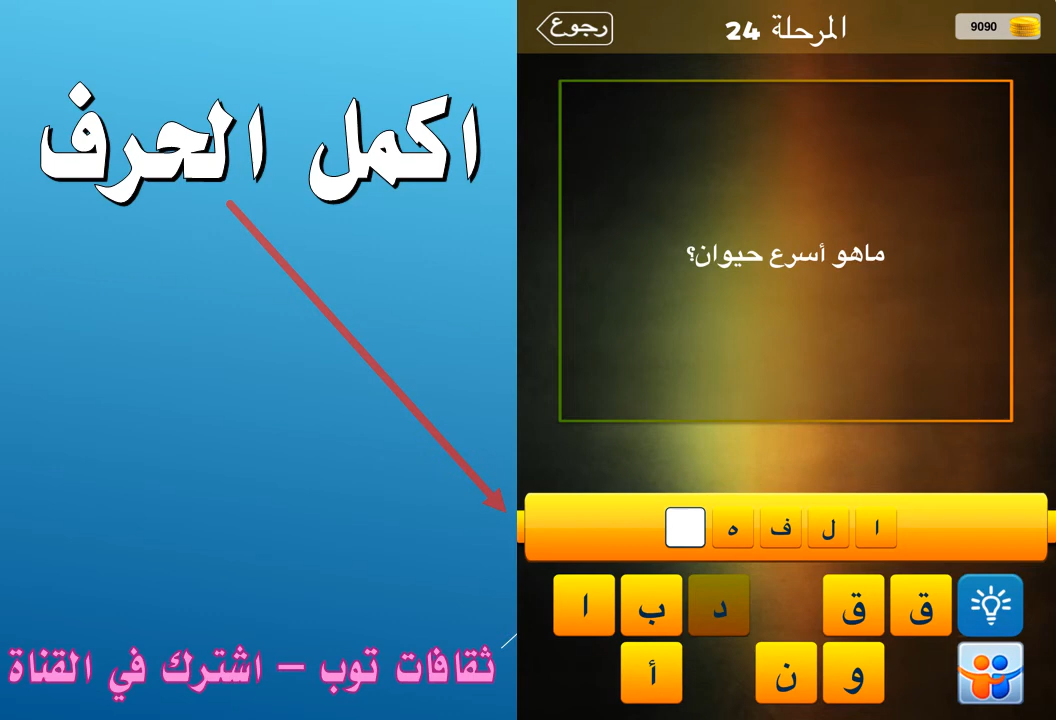 اكمل الحرف
ثقافات توب – اشترك في القناة
رجوع
المرحلة 24
9090
ماهو أسرع حيوان؟
ا ل ف ه
ق ق د ب ا
و ن أ